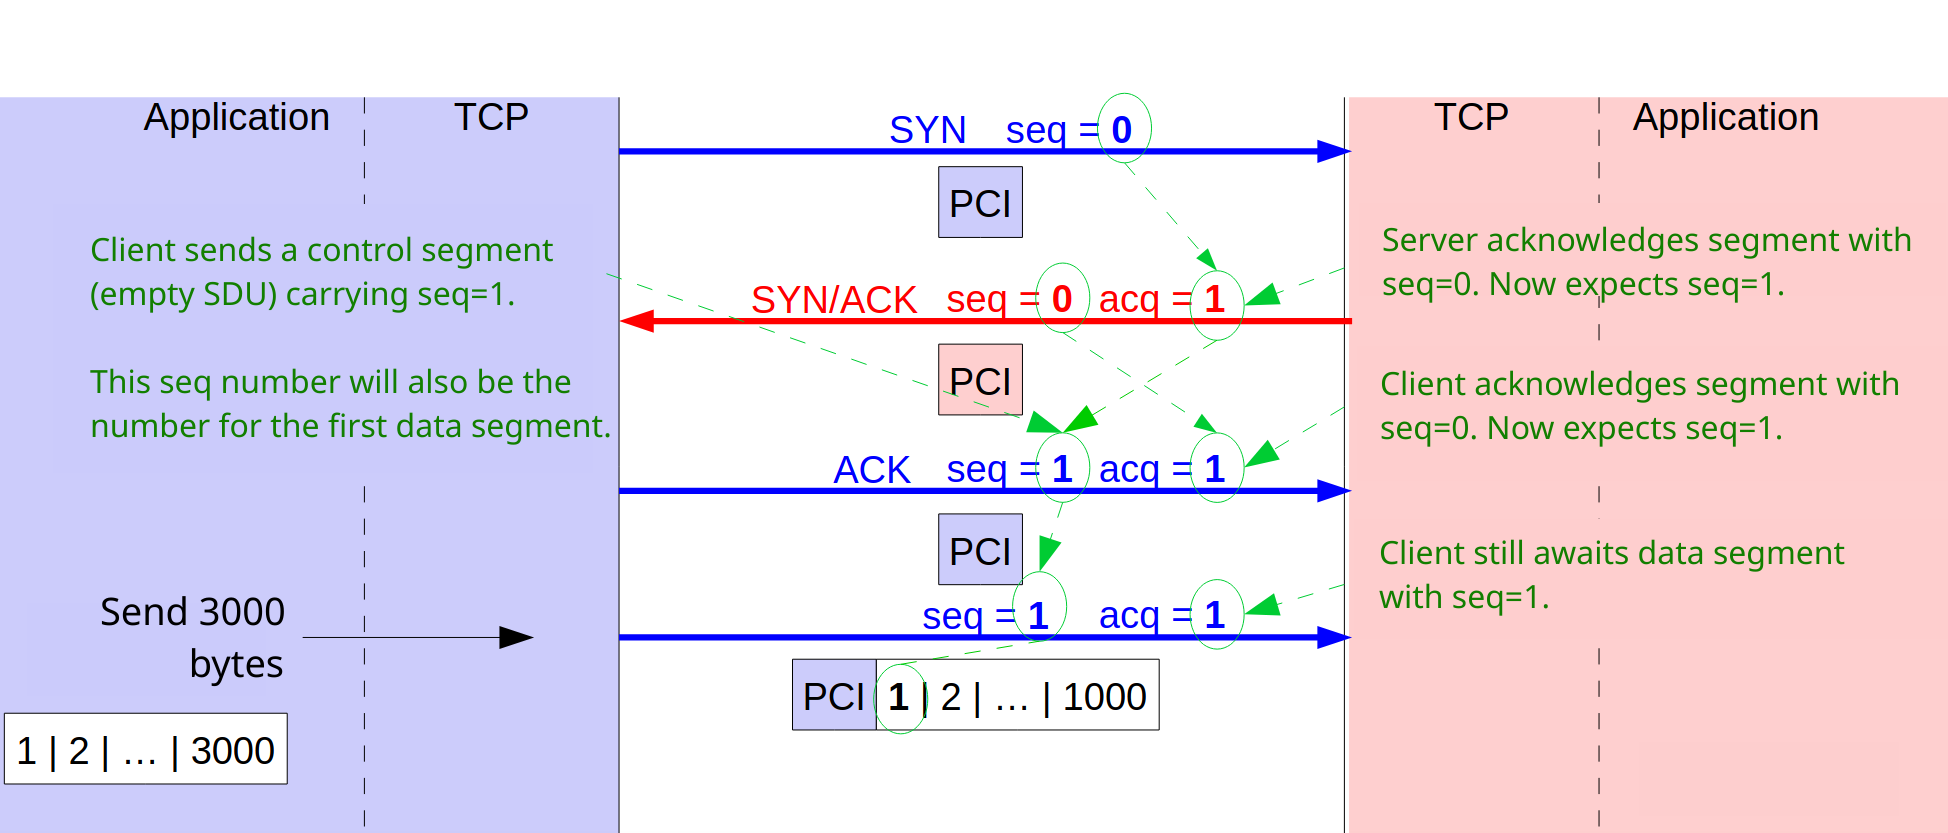 Application
TCP
TCP
Application
SYN seq = 0
PCI
Client sends a control segment
(empty SDU) carrying seq=1.
This seq number will also be the
number for the first data segment.
Server acknowledges segment with
seq=0. Now expects seq=1.
SYN/ACK seq = 0 acq = 1
PCI
Client acknowledges segment with
seq=0. Now expects seq=1.
ACK seq = 1 acq = 1
PCI
Client still awaits data segment
with seq=1.
Send 3000
bytes
seq = 1 acq = 1
PCI 1 | 2 | … | 1000
1 | 2 | … | 3000